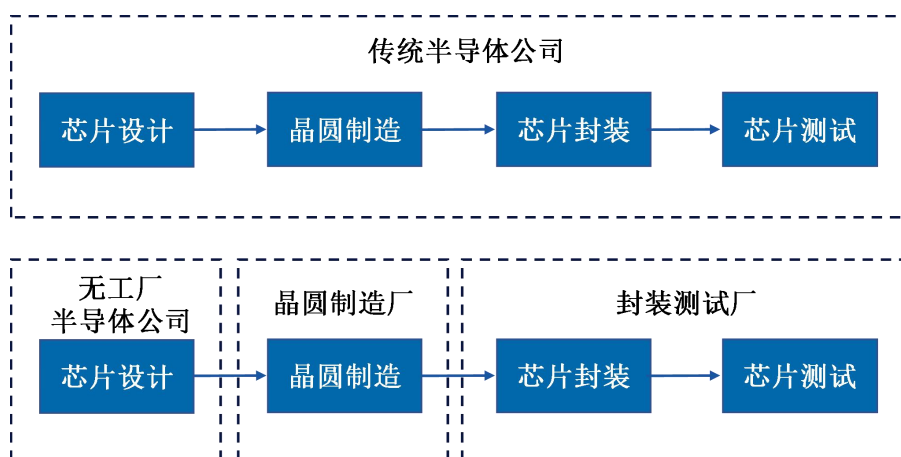 传统半导体公司
芯片设计
晶圆制造
芯片封装
芯片测试
无工厂
半导体公司
晶圆制造厂
封装测试厂
芯片设计
晶圆制造
芯片封装
芯片测试